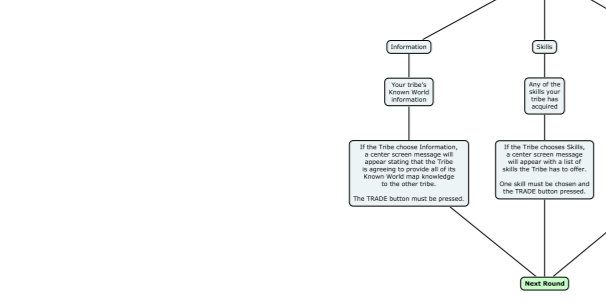 Information
Skills
Your tribe's
Known World
information
Any of the
skills your
tribe has
acquired
If the Tribe choose Information,
a center screen message will
appear stating that the Tribe
is agreeing to provide all of its
Known World map knowledge
to the other tribe.
The TRADE button must be pressed.
If the Tribe chooses Skills,
a center screen message
will appear with a list of
skills the Tribe has to offer.
One skill must be chosen and
the TRADE button pressed.
Next Round